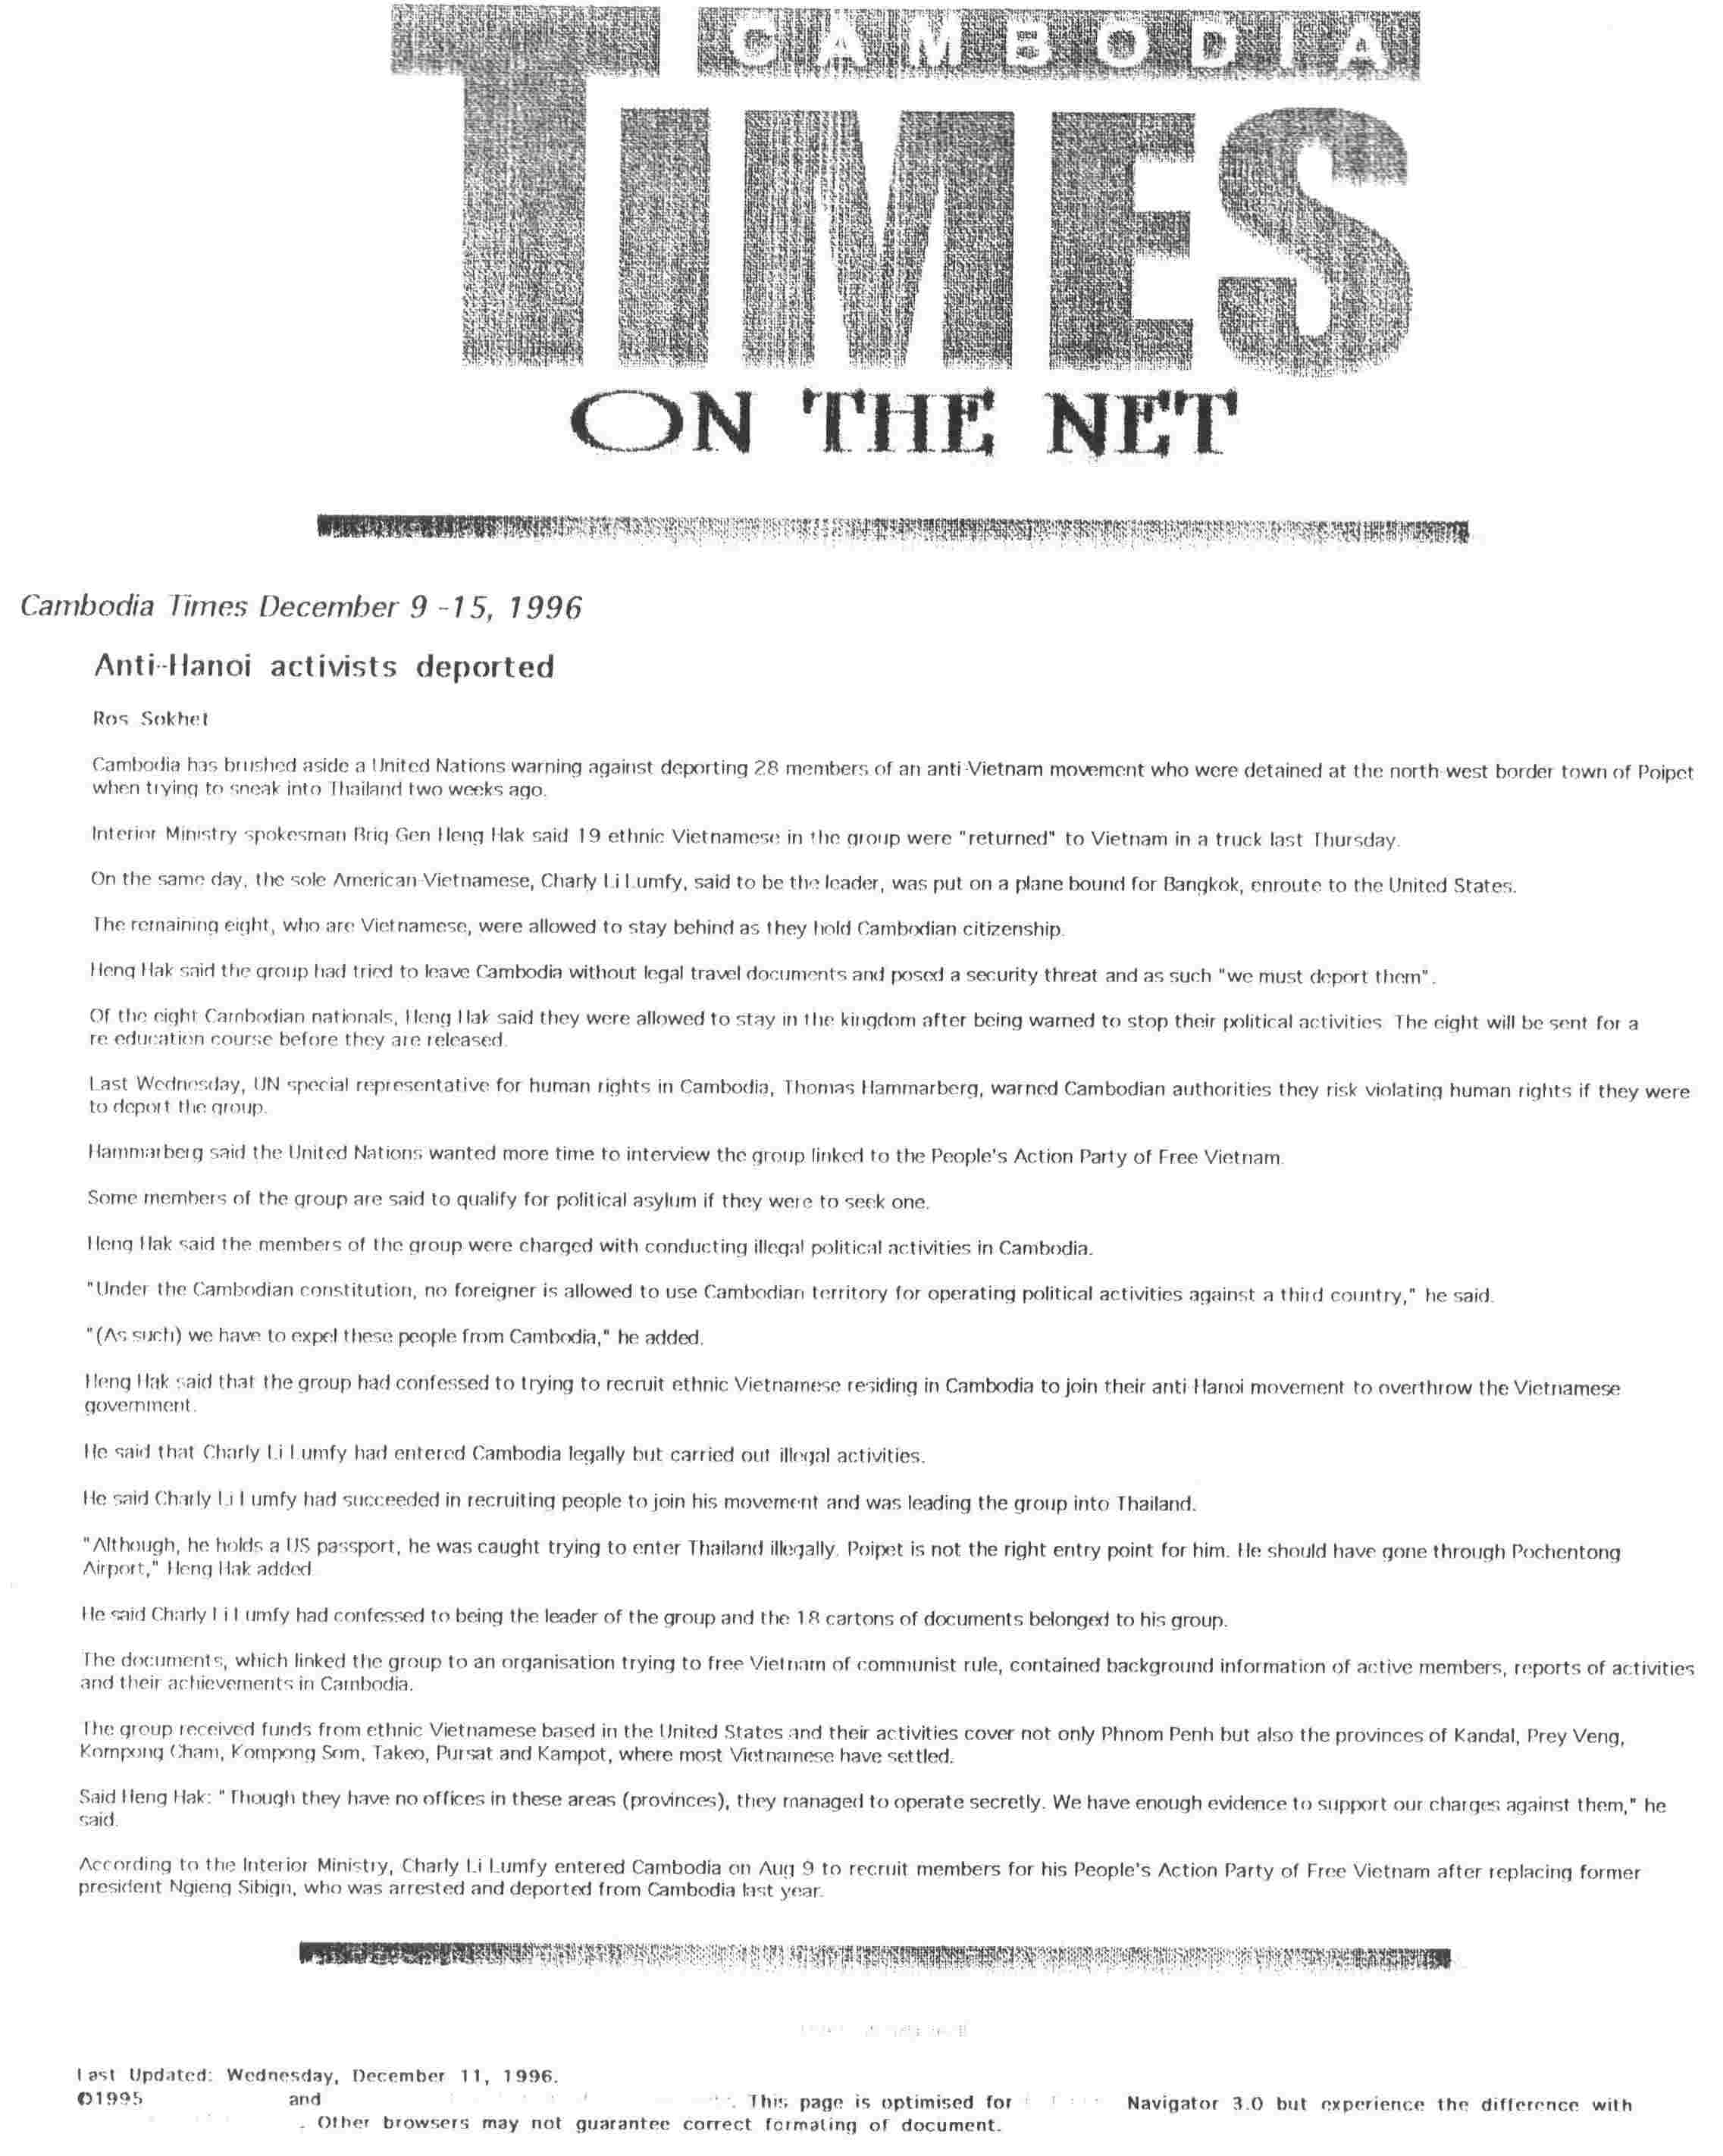 CAMBODIA
TIMES
ON THE NET
Cambodia Times December 9 -15, 1996
Anti-Hanoi activists deported
Ros Sokhet
Cambodia has brushed aside a United Nations warning against deporting 28 members of an anti-Vietnam movement who were detained at the north-west border town of Poipet
when trying to sneak into Thailand two weeks ago.
Interior Ministry spokesman Brig-Gen Heng Hak said 19 ethnic Vietnamese in the group were "returned" to Vietnam in a truck last Thursday.
On the same day, the sole American-Vietnamese, Charly Li Lumfy, said to be the leader, was put on a plane bound for Bangkok, enroute to the United States.
The remaining eight, who are Vietnamese, were allowed to stay behind as they hold Cambodian citizenship.
Heng Hak said the group had tried to leave Cambodia without legal travel documents and posed a security threat and as such "we must deport them".
Of the eight Cambodian nationals, Heng Hak said they were allowed to stay in the kingdom after being warned to stop their political activities. The eight will be sent for a
re-education course before they are released.
Last Wednesday, UN special representative for human rights in Cambodia, Thomas Hammarberg, warned Cambodian authorities they risk violating human rights if they were
to deport the group.
Hammarberg said the United Nations wanted more time to interview the group linked to the People's Action Party of Free Vietnam.
Some members of the group are said to qualify for political asylum if they were to seek one.
Heng Hak said the members of the group were charged with conducting illegal political activities in Cambodia.
"Under the Cambodian constitution, no foreigner is allowed to use Cambodian territory for operating political activities against a third country," he said.
"(As such) we have to expel these people from Cambodia," he added.
Heng Hak said that the group had confessed to trying to recruit ethnic Vietnamese residing in Cambodia to join their anti-Hanoi movement to overthrow the Vietnamese
government.
He said that Charly Li Lumfy had entered Cambodia legally but carried out illegal activities.
He said Charly Li Lumfy had succeeded in recruiting people to join his movement and was leading the group into Thailand.
"Although, he holds a US passport, he was caught trying to enter Thailand illegally. Poipet is not the right entry point for him. He should have gone through Pochentong
Airport," Heng Hak added.
He said Charly Li Lumfy had confessed to being the leader of the group and the 18 cartons of documents belonged to his group.
The documents, which linked the group to an organisation trying to free Vietnam of communist rule, contained background information of active members, reports of activities
and their achievements in Cambodia.
The group received funds from ethnic Vietnamese based in the United States and their activities cover not only Phnom Penh but also the provinces of Kandal, Prey Veng,
Kompong Cham, Kompong Som, Takeo, Pursat and Kampot, where most Vietnamese have settled.
Said Heng Hak: "Though they have no offices in these areas (provinces), they managed to operate secretly. We have enough evidence to support our charges against them," he
said.
According to the Interior Ministry, Charly Li Lumfy entered Cambodia on Aug 9 to recruit members for his People's Action Party of Free Vietnam after replacing former
president Ngieng Sibign, who was arrested and deported from Cambodia last year.
Last Updated: Wednesday, December 11, 1996.
©1995 and . This page is optimised for Navigator 3.0 but experience the difference with
. Other browsers may not guarantee correct formating of document.